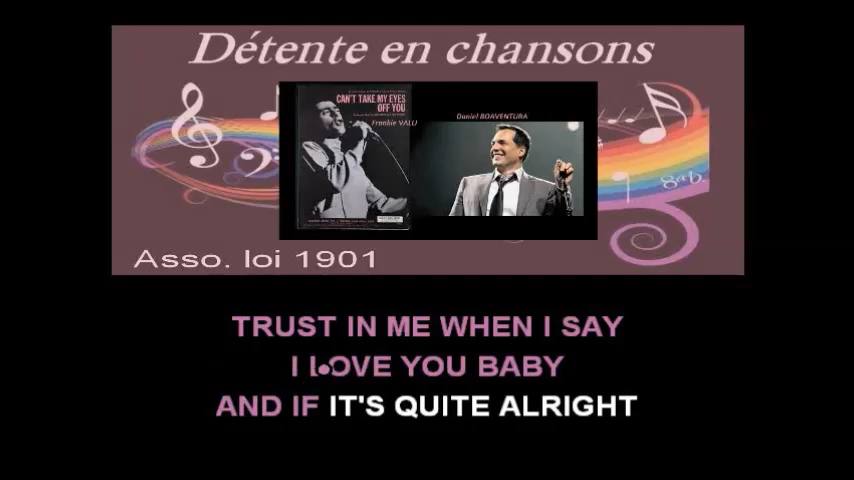 Détente en chansons
CAN'T TAKE MY EYES
OFF YOU
Frankie VALLI
Daniel BOAVENTURA
gab
Asso. loi 1901
TRUST IN ME WHEN I SAY
I LOVE YOU BABY
AND IF IT'S QUITE ALRIGHT